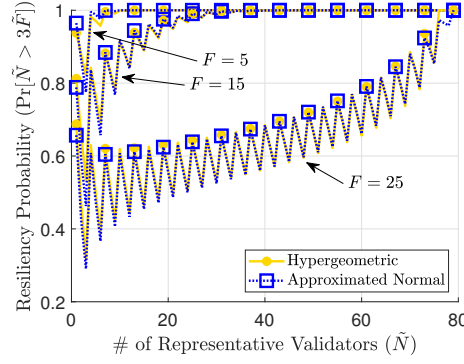 Resiliency Probability (Pr[Ñ > 3F̃])
1
0.8
0.6
0.4
0.2
F = 5
F = 15
F = 25
Hypergeometric
Approximated Normal
0 20 40 60 80
# of Representative Validators (Ñ)